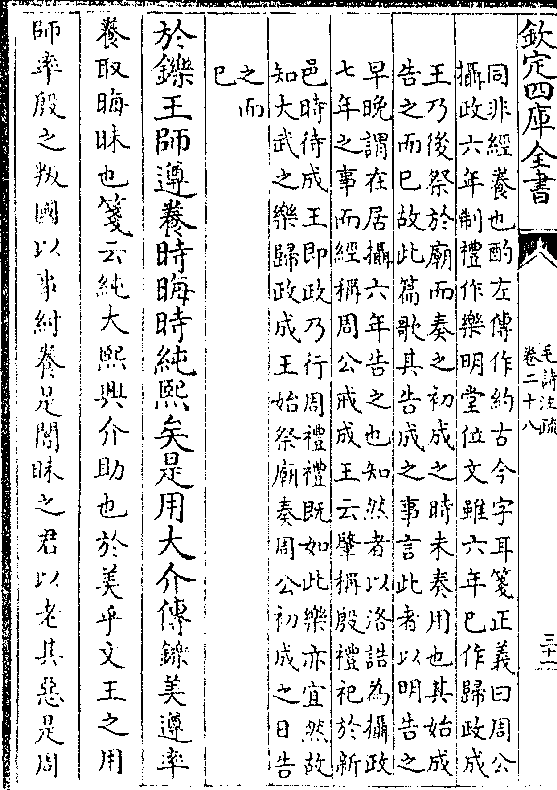 欽定四庫全書
毛詩注疏
卷二十八
三十一
同非經養也酌左傳作約古今字耳箋正義曰周公
攝政六年制禮作樂明堂位文雖六年已作歸政成
王乃後祭於廟而奏之初成之時未奏用也其始成
告之而已故此篇歌其告成之事言此者以明告之
早晚謂在居攝六年告之也知然者以洛誥為攝政
七年之事而經稱周公戒成王云肇稱殷禮祀於新
邑時待成王即政乃行周禮禮既如此樂亦宜然故
知大武之樂歸政成王始祭廟奏周公初成之日告
之而
已
於鑠王師遵養時晦時純熙矣是用大介傳鑠美遵率
養取晦昧也箋云純大熙興介助也於美乎文王之用
師率殷之叛國以事紂養是闇昧之君以老其惡是周